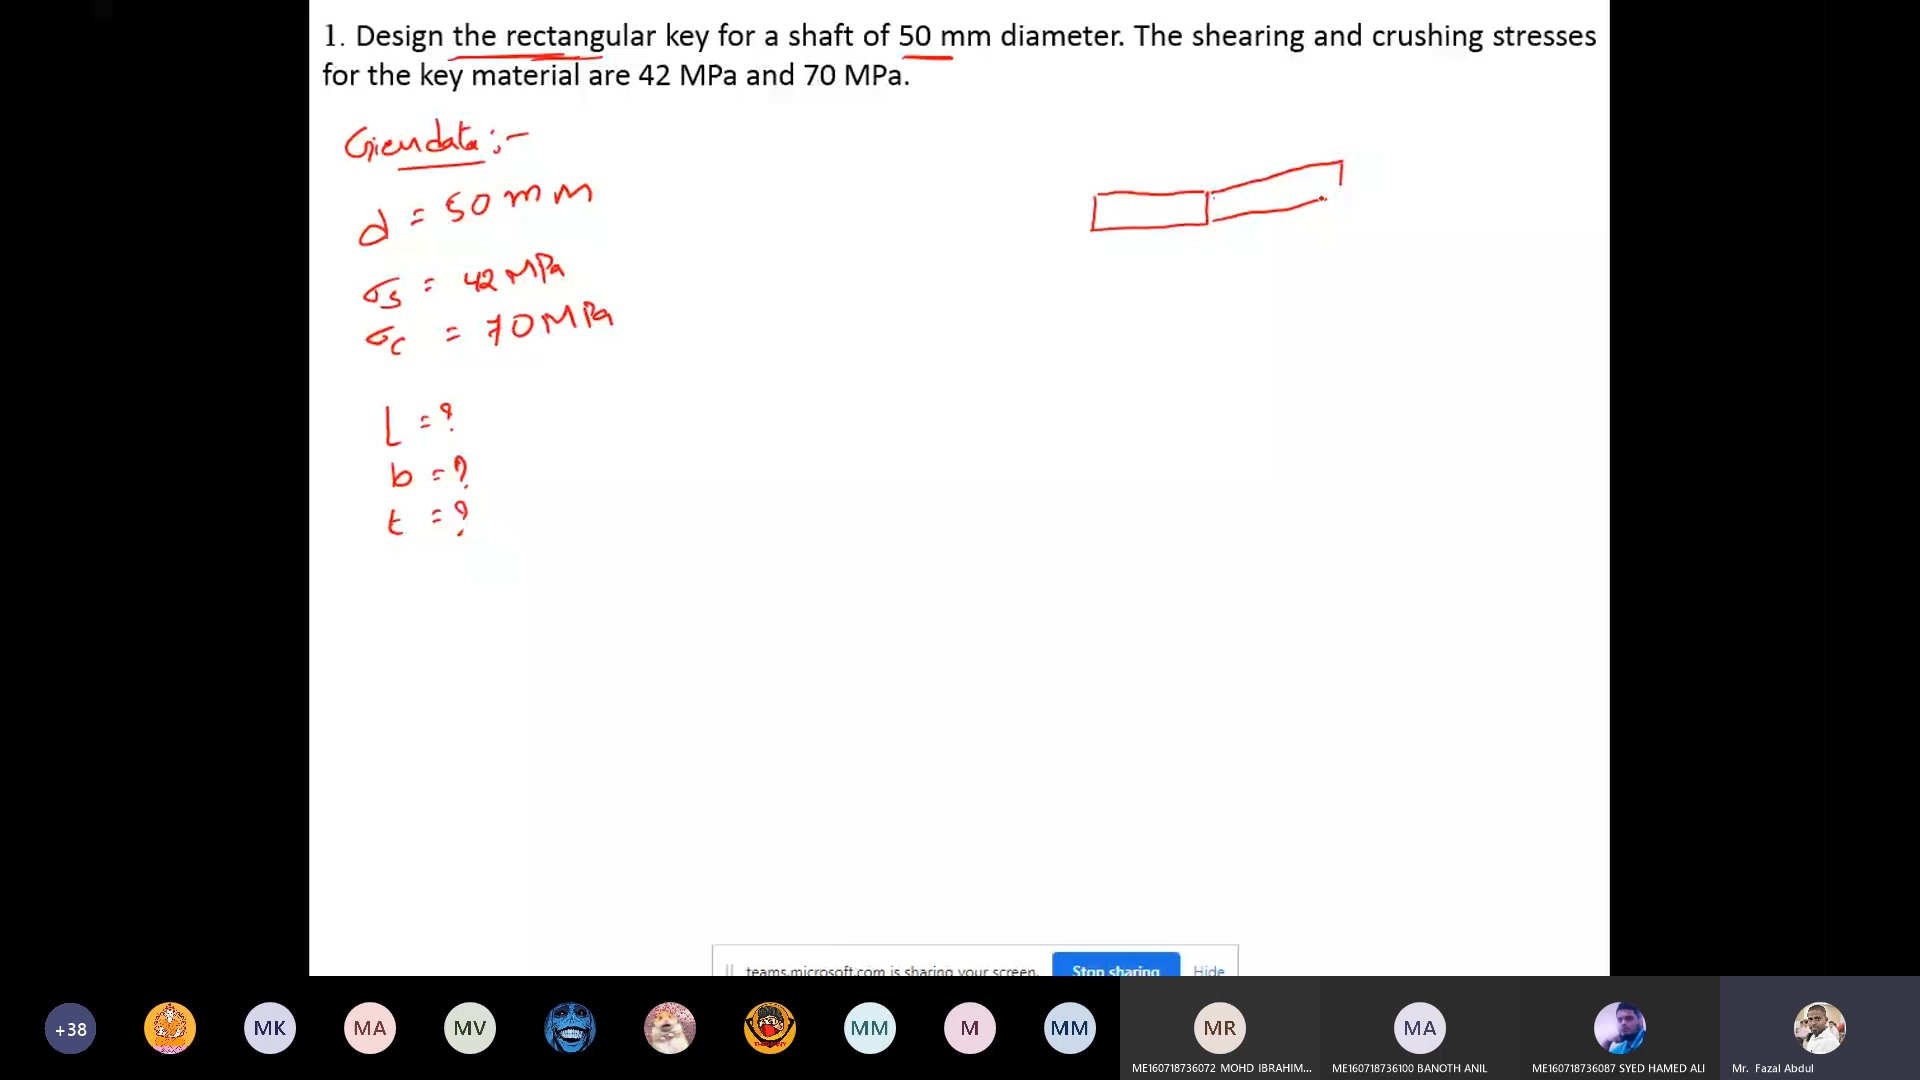 1. Design the rectangular key for a shaft of 50 mm diameter. The shearing and crushing stresses
for the key material are 42 MPa and 70 MPa.
Given data :-
d = 50 mm
σs = 42 MPa
σc = 70 MPa
L = ?
b = ?
t = ?
teams.microsoft.com is sharing your screen. Stop sharing Hide
+38 MK MA MV MM M MM MR MA
ME160718736072 MOHD IBRAHIM... ME160718736100 BANOTH ANIL ME160718736087 SYED HAMED ALI Mr. Fazal Abdul